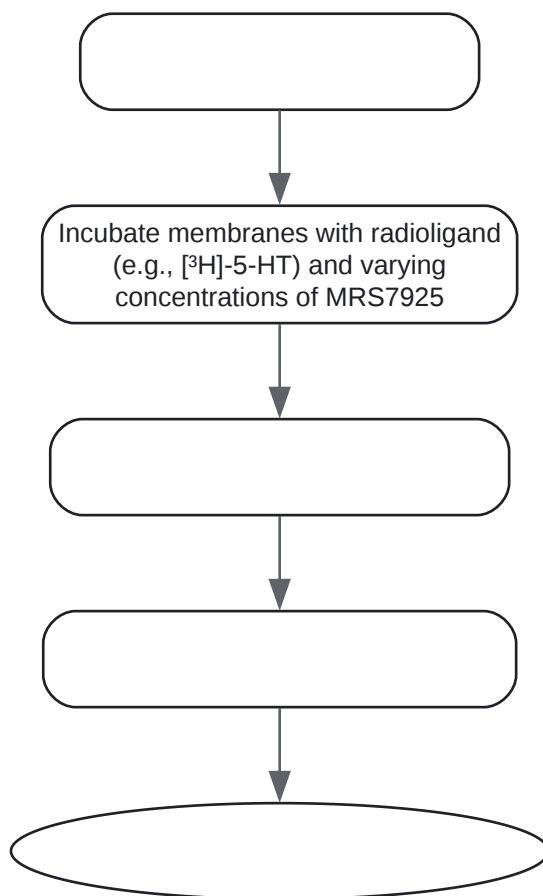 Incubate membranes with radioligand
(e.g., [³H]-5-HT) and varying
concentrations of MRS7925